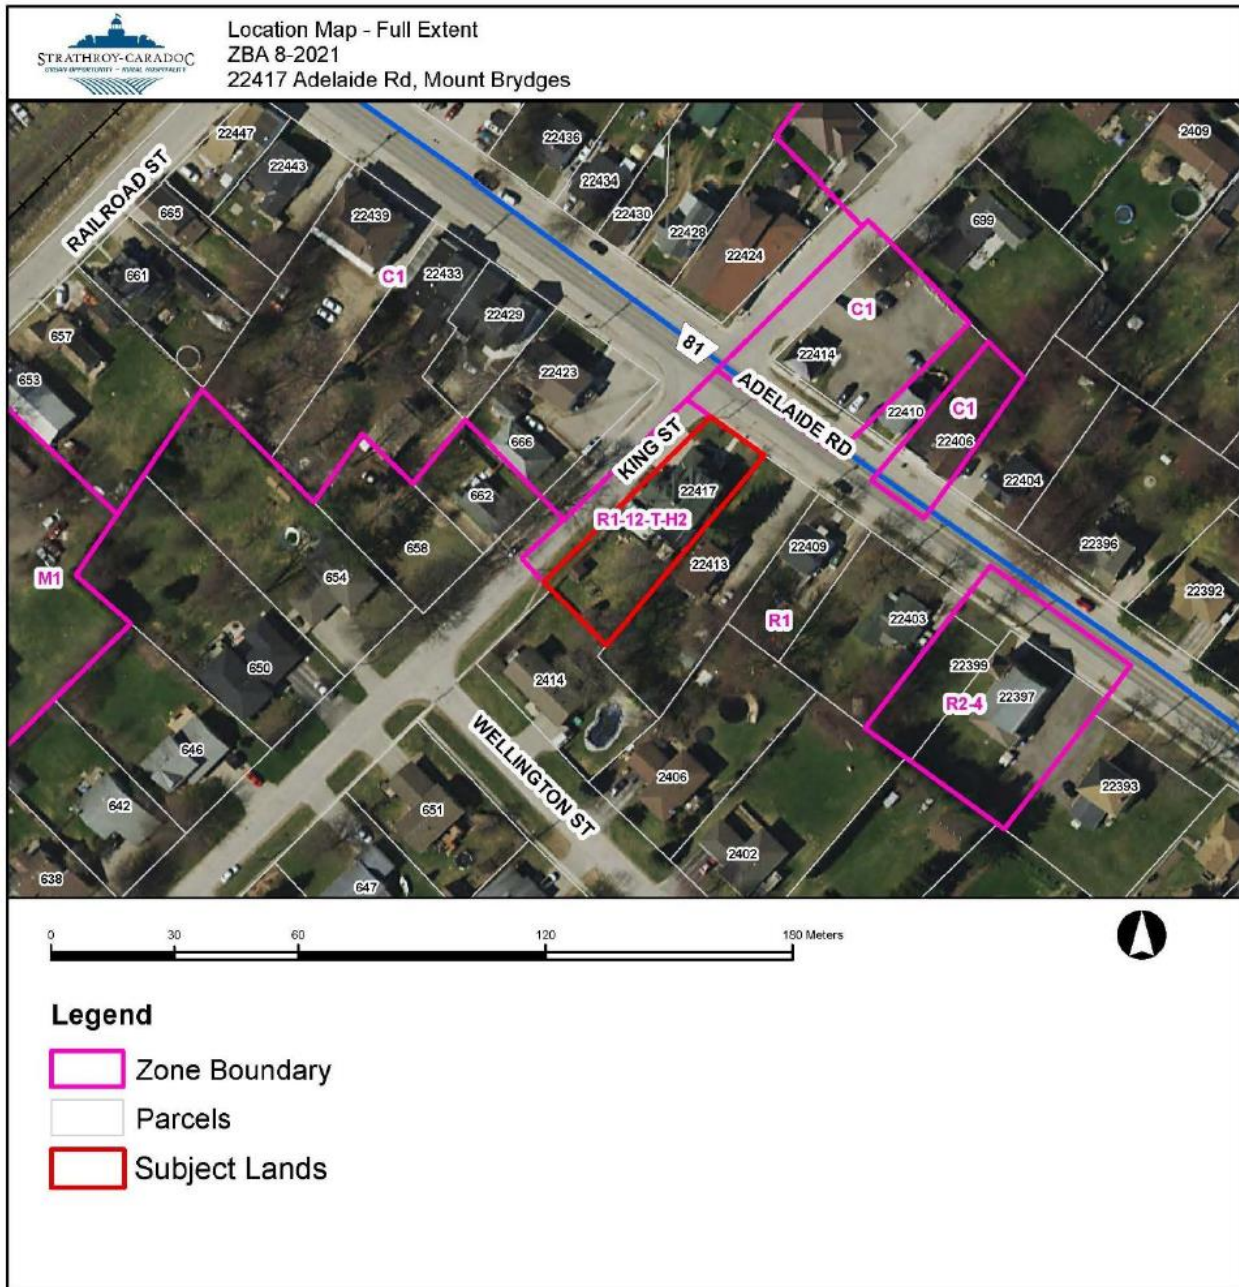 STRATHROY-CARADOC
URBAN OPPORTUNITY - RURAL HOSPITALITY
Location Map - Full Extent
ZBA 8-2021
22417 Adelaide Rd, Mount Brydges
22447
22436
2409
22443
22434
RAILROAD ST
665
22439
22430
22428
699
22424
661
C1
22433
C1
22429
657
81
22414
653
22423
ADELAIDE RD
22410
C1
666
KING ST
22406
22417
22404
662
R1-12-T-H2
658
22409
22396
M1
654
22413
22392
R1
22403
650
22399
2414
R2-4
22397
646
WELLINGTON ST
2406
642
651
22393
2402
638
647
0
30
60
120
180 Meters
Legend
Zone Boundary
Parcels
Subject Lands